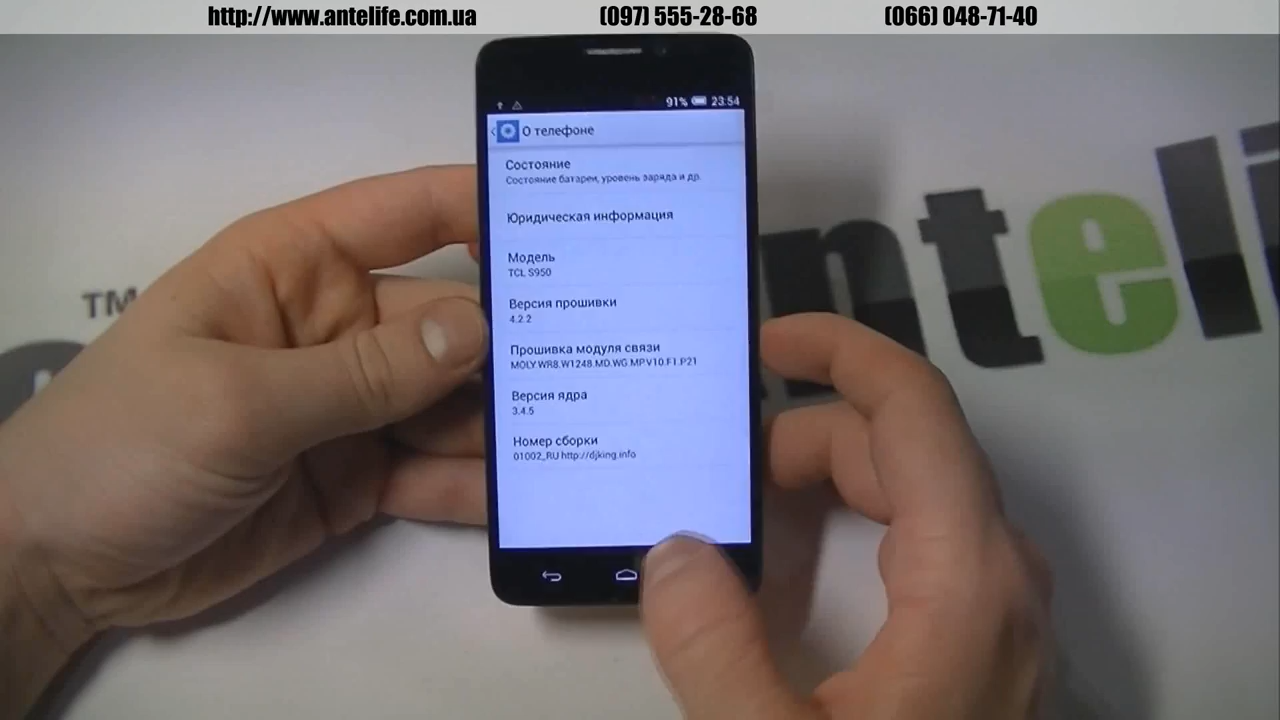 http://www.antelife.com.ua (097) 555-28-68 (066) 048-71-40
91% 23:54
О телефоне
Состояние
Состояние батареи, уровень заряда и др.
Юридическая информация
Модель
TCL S950
Версия прошивки
4.2.2
Прошивка модуля связи
MOLY.WR8.W1248.MD.WG.MP.V10.F1.P21
Версия ядра
3.4.5
Номер сборки
01002_RU http://djking.info
TM
nteli